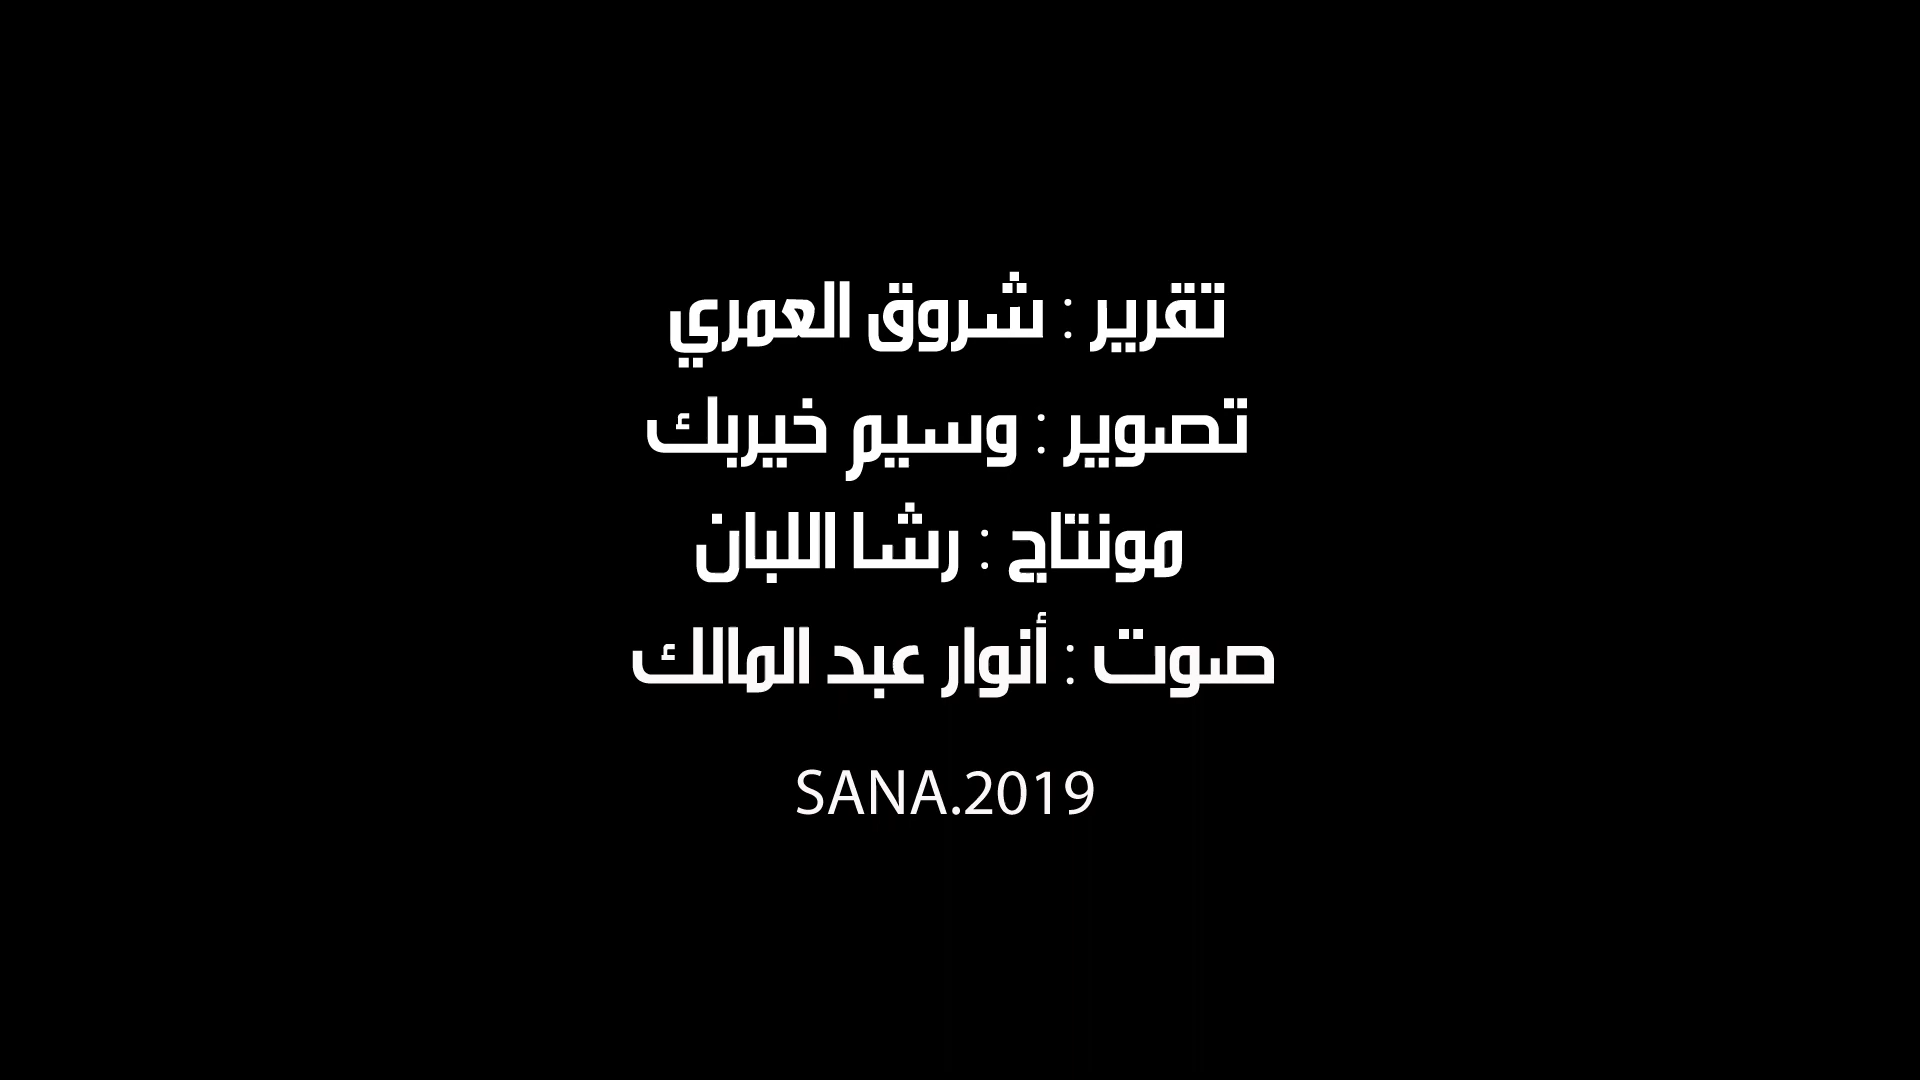 تقرير : شروق العمري
تصوير : وسيم خيربك
مونتاج : رشا اللبان
صوت : أنوار عبد المالك
SANA.2019